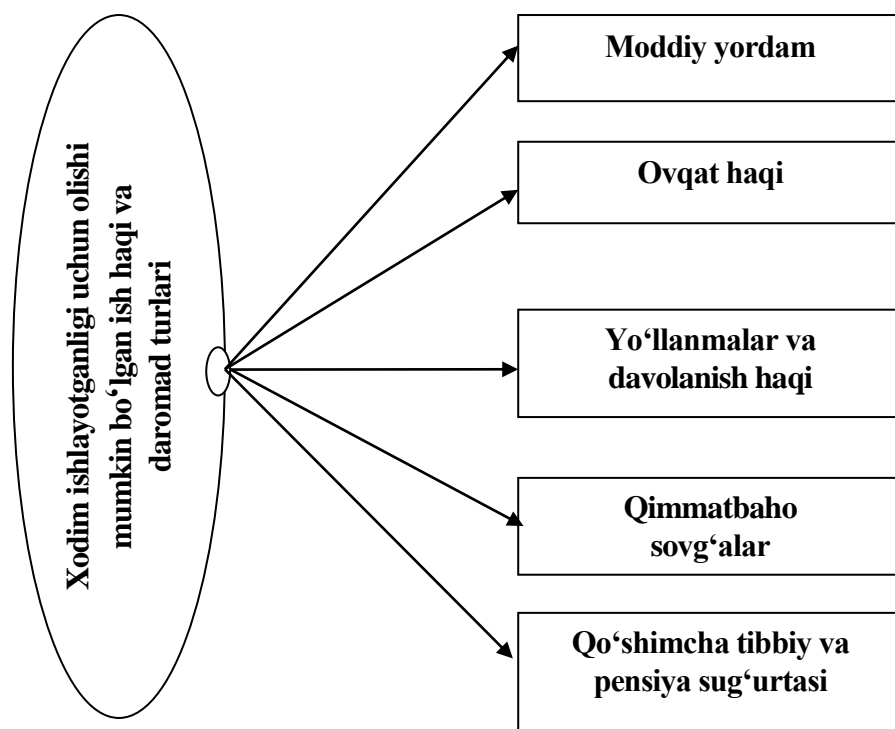 Xodim ishlayotganligi uchun olishi
mumkin bo‘lgan ish haqi va
daromad turlari
Moddiy yordam
Ovqat haqi
Yo‘llanmalar va
davolanish haqi
Qimmatbaho
sovg‘alar
Qo‘shimcha tibbiy va
pensiya sug‘urtasi